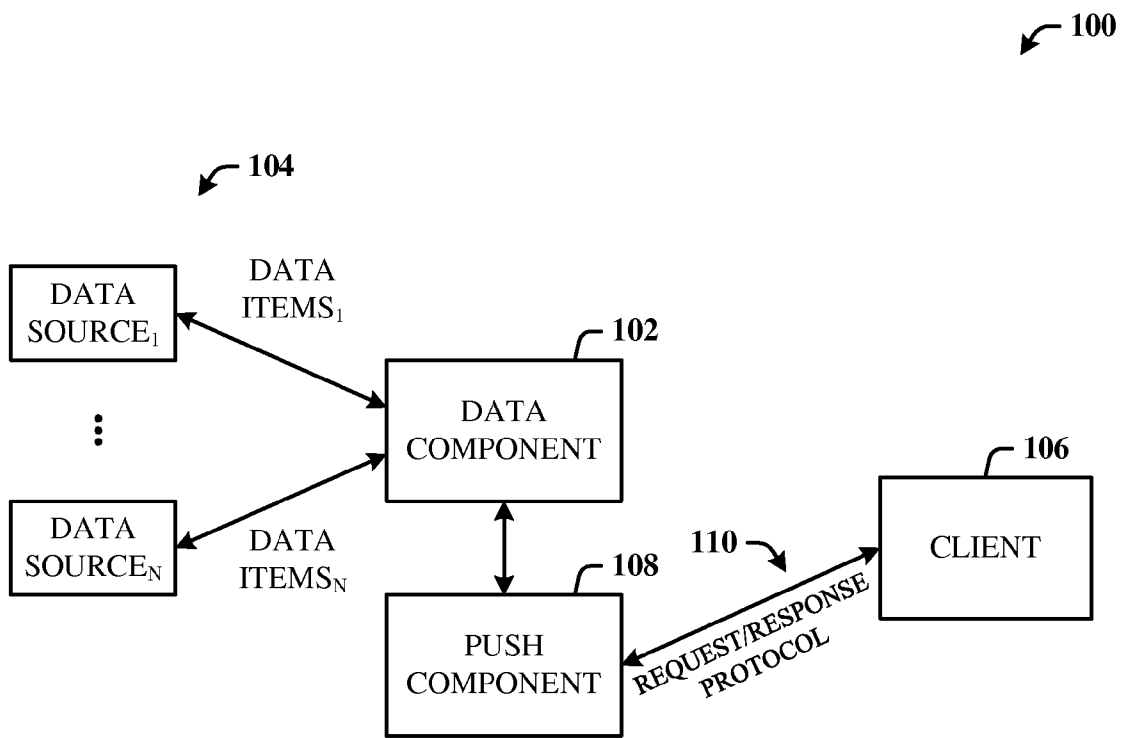 100
104
DATA
SOURCE₁
DATA
ITEMS₁
102
DATA
COMPONENT
DATA
SOURCEN
DATA
ITEMSN
106
CLIENT
110
REQUEST/RESPONSE
PROTOCOL
108
PUSH
COMPONENT